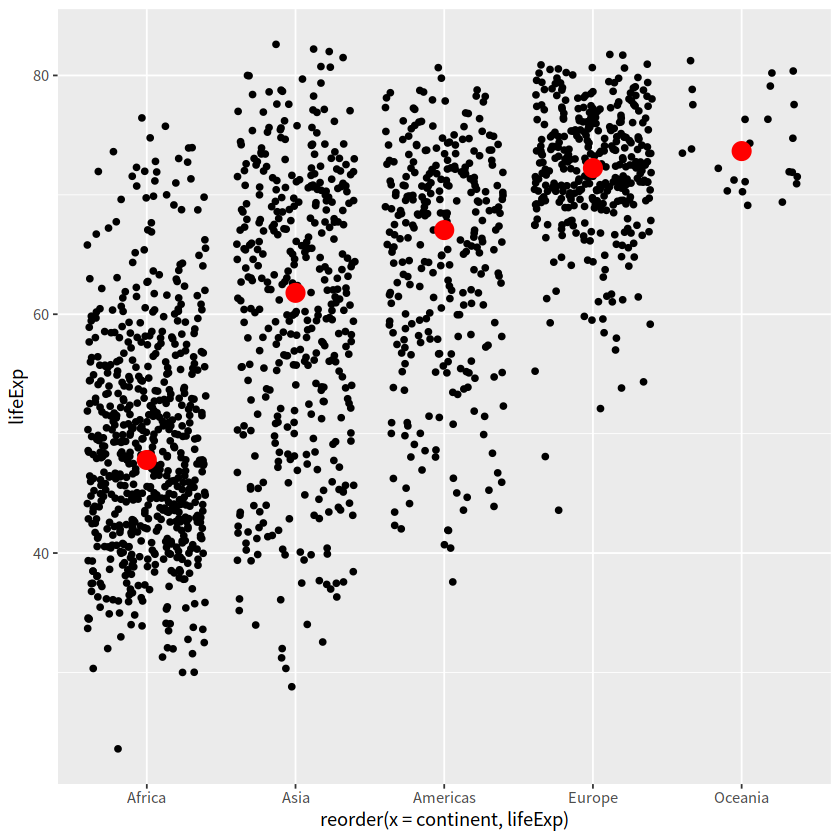 lifeExp
80
60
40
Africa Asia Americas Europe Oceania
reorder(x = continent, lifeExp)